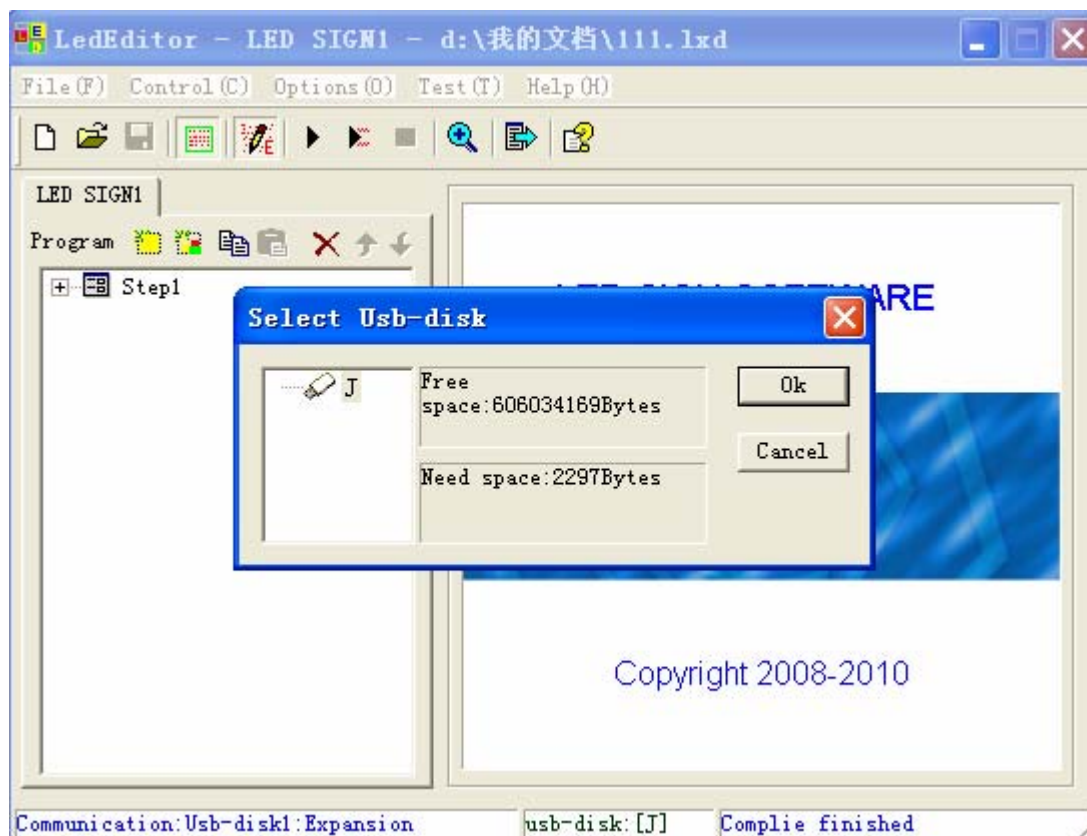 LedEditor - LED SIGN1 - d:\我的文档\111.lxd
File(F) Control(C) Options(O) Test(T) Help(H)
LED SIGN1
Program
Step1
ARE
Select Usb-disk
J
Free
space:606034169Bytes
Need space:2297Bytes
Ok
Cancel
Copyright 2008-2010
Communication:Usb-disk1:Expansion
usb-disk:[J]
Complie finished